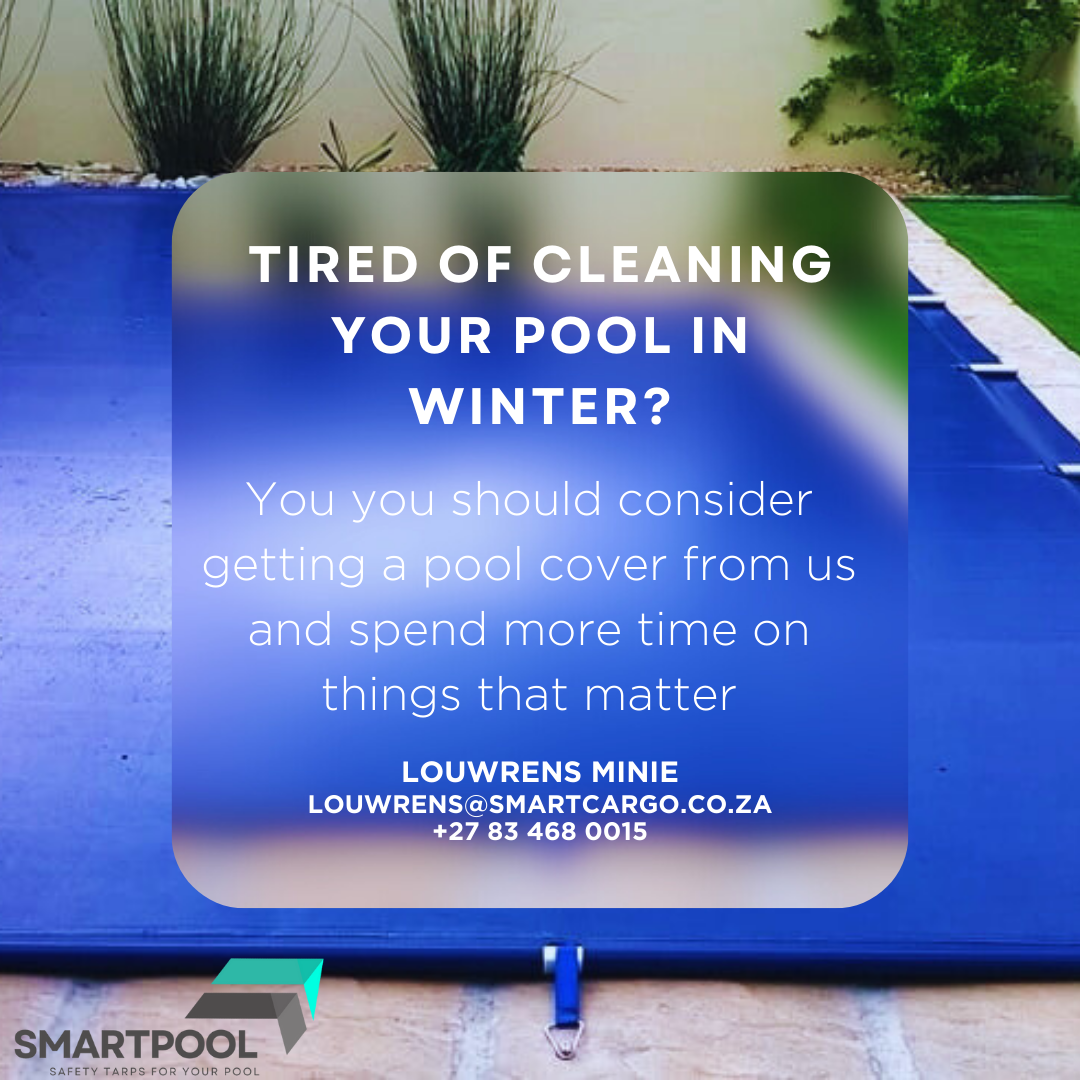 TIRED OF CLEANING
YOUR POOL IN
WINTER?
You you should consider
getting a pool cover from us
and spend more time on
things that matter
LOUWRENS MINIE
LOUWRENS@SMARTCARGO.CO.ZA
+27 83 468 0015
SMARTPOOL
SAFETY TARPS FOR YOUR POOL